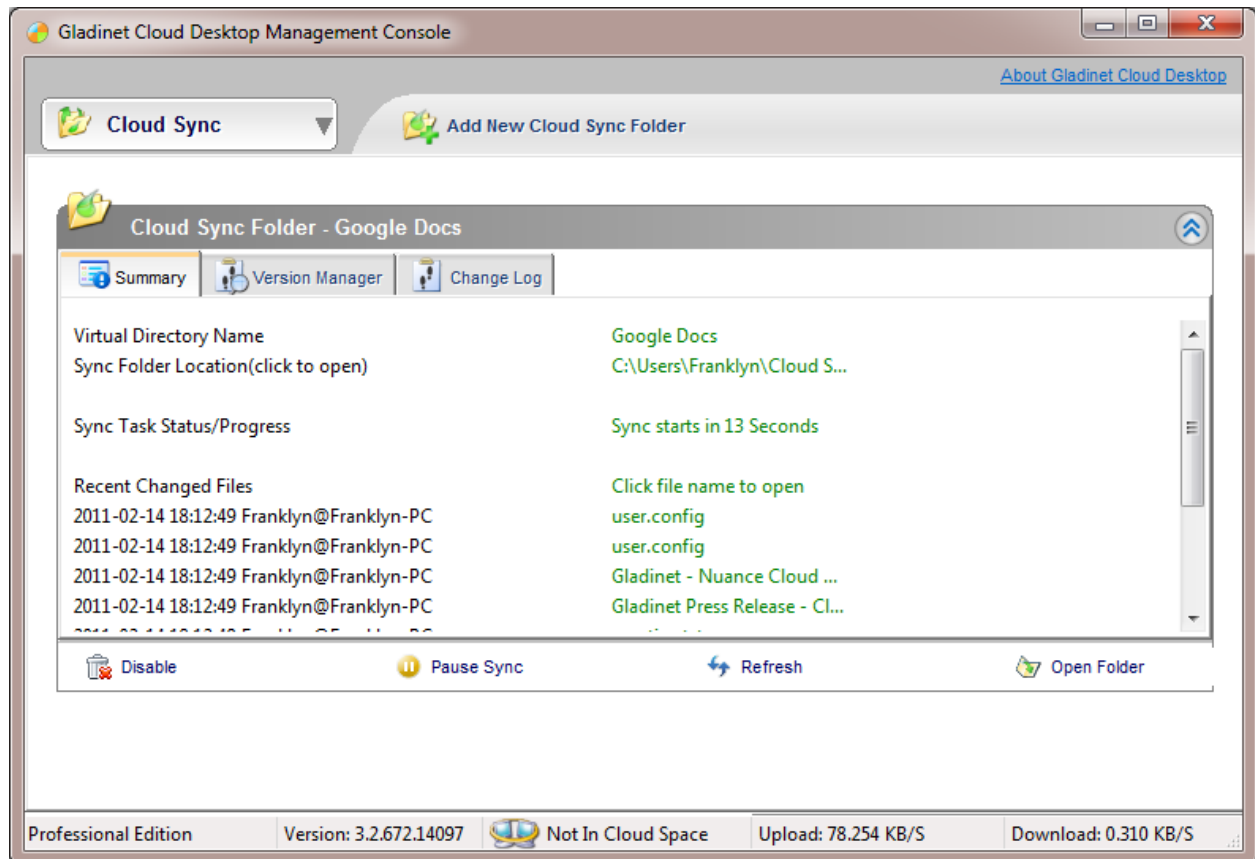 Gladinet Cloud Desktop Management Console
About Gladinet Cloud Desktop
Cloud Sync
Add New Cloud Sync Folder
Cloud Sync Folder - Google Docs
Summary Version Manager Change Log
Virtual Directory Name Google Docs
Sync Folder Location(click to open) C:\Users\Franklyn\Cloud S...
Sync Task Status/Progress Sync starts in 13 Seconds
Recent Changed Files Click file name to open
2011-02-14 18:12:49 Franklyn@Franklyn-PC user.config
2011-02-14 18:12:49 Franklyn@Franklyn-PC user.config
2011-02-14 18:12:49 Franklyn@Franklyn-PC Gladinet - Nuance Cloud ...
2011-02-14 18:12:49 Franklyn@Franklyn-PC Gladinet Press Release - Cl...
Disable Pause Sync Refresh Open Folder
Professional Edition Version: 3.2.672.14097 Not In Cloud Space Upload: 78.254 KB/S Download: 0.310 KB/S